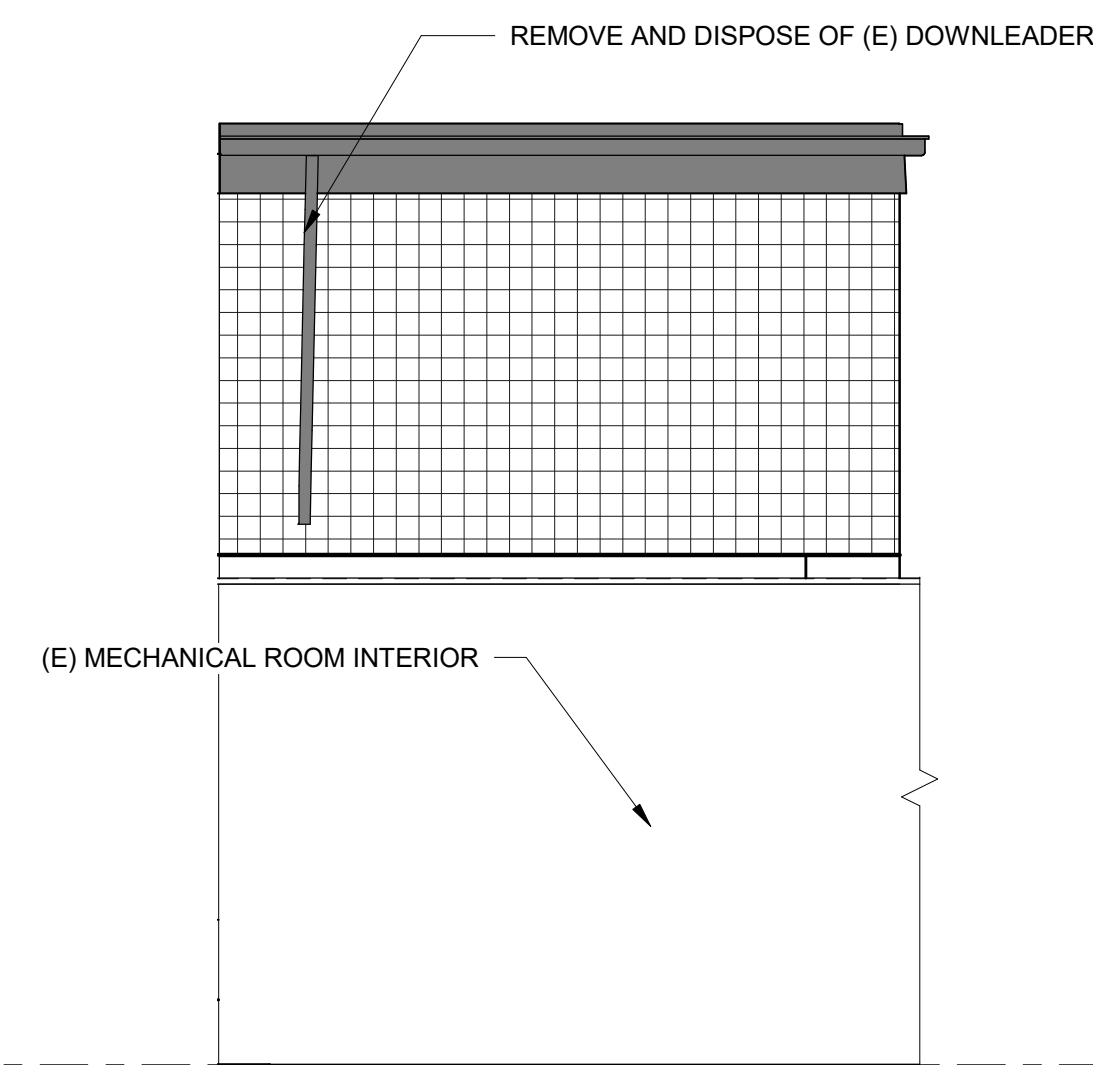 REMOVE AND DISPOSE OF (E) DOWNLEADER
(E) MECHANICAL ROOM INTERIOR